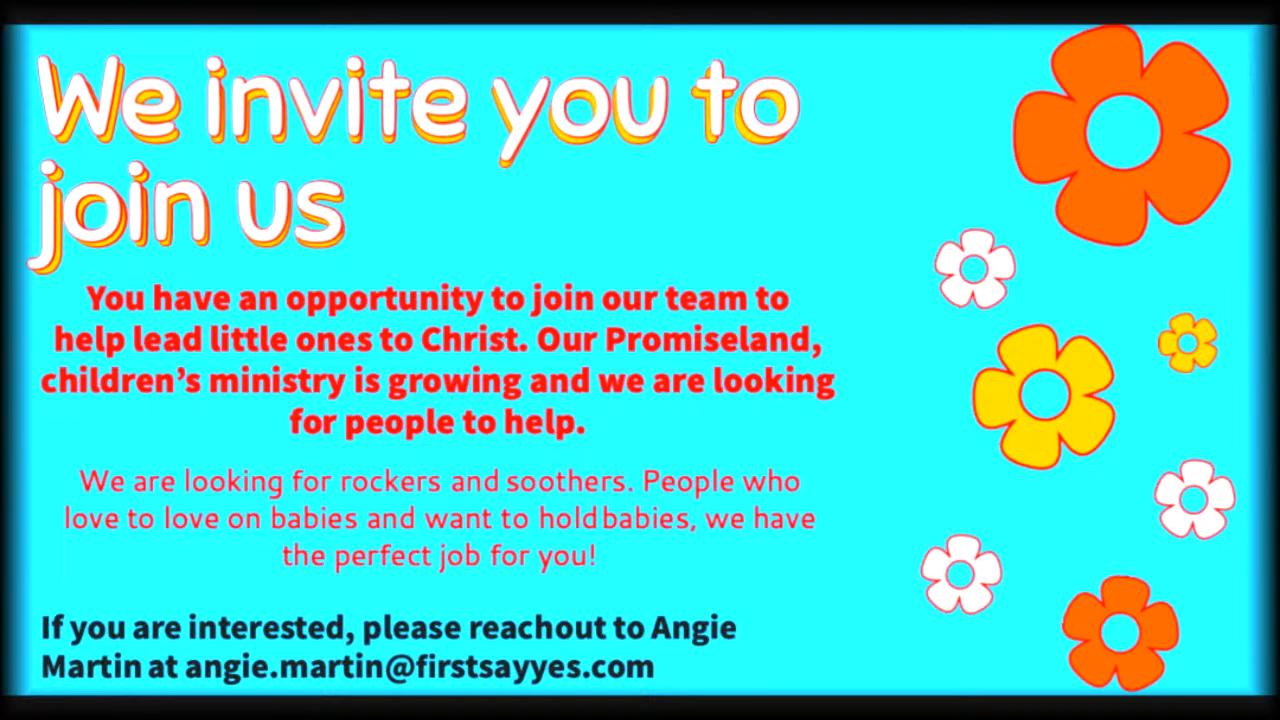 We invite you to
join us
You have an opportunity to join our team to
help lead little ones to Christ. Our Promiseland,
children’s ministry is growing and we are looking
for people to help.
We are looking for rockers and soothers. People who
love to love on babies and want to hold babies, we have
the perfect job for you!
If you are interested, please reachout to Angie
Martin at angie.martin@firstsayyes.com